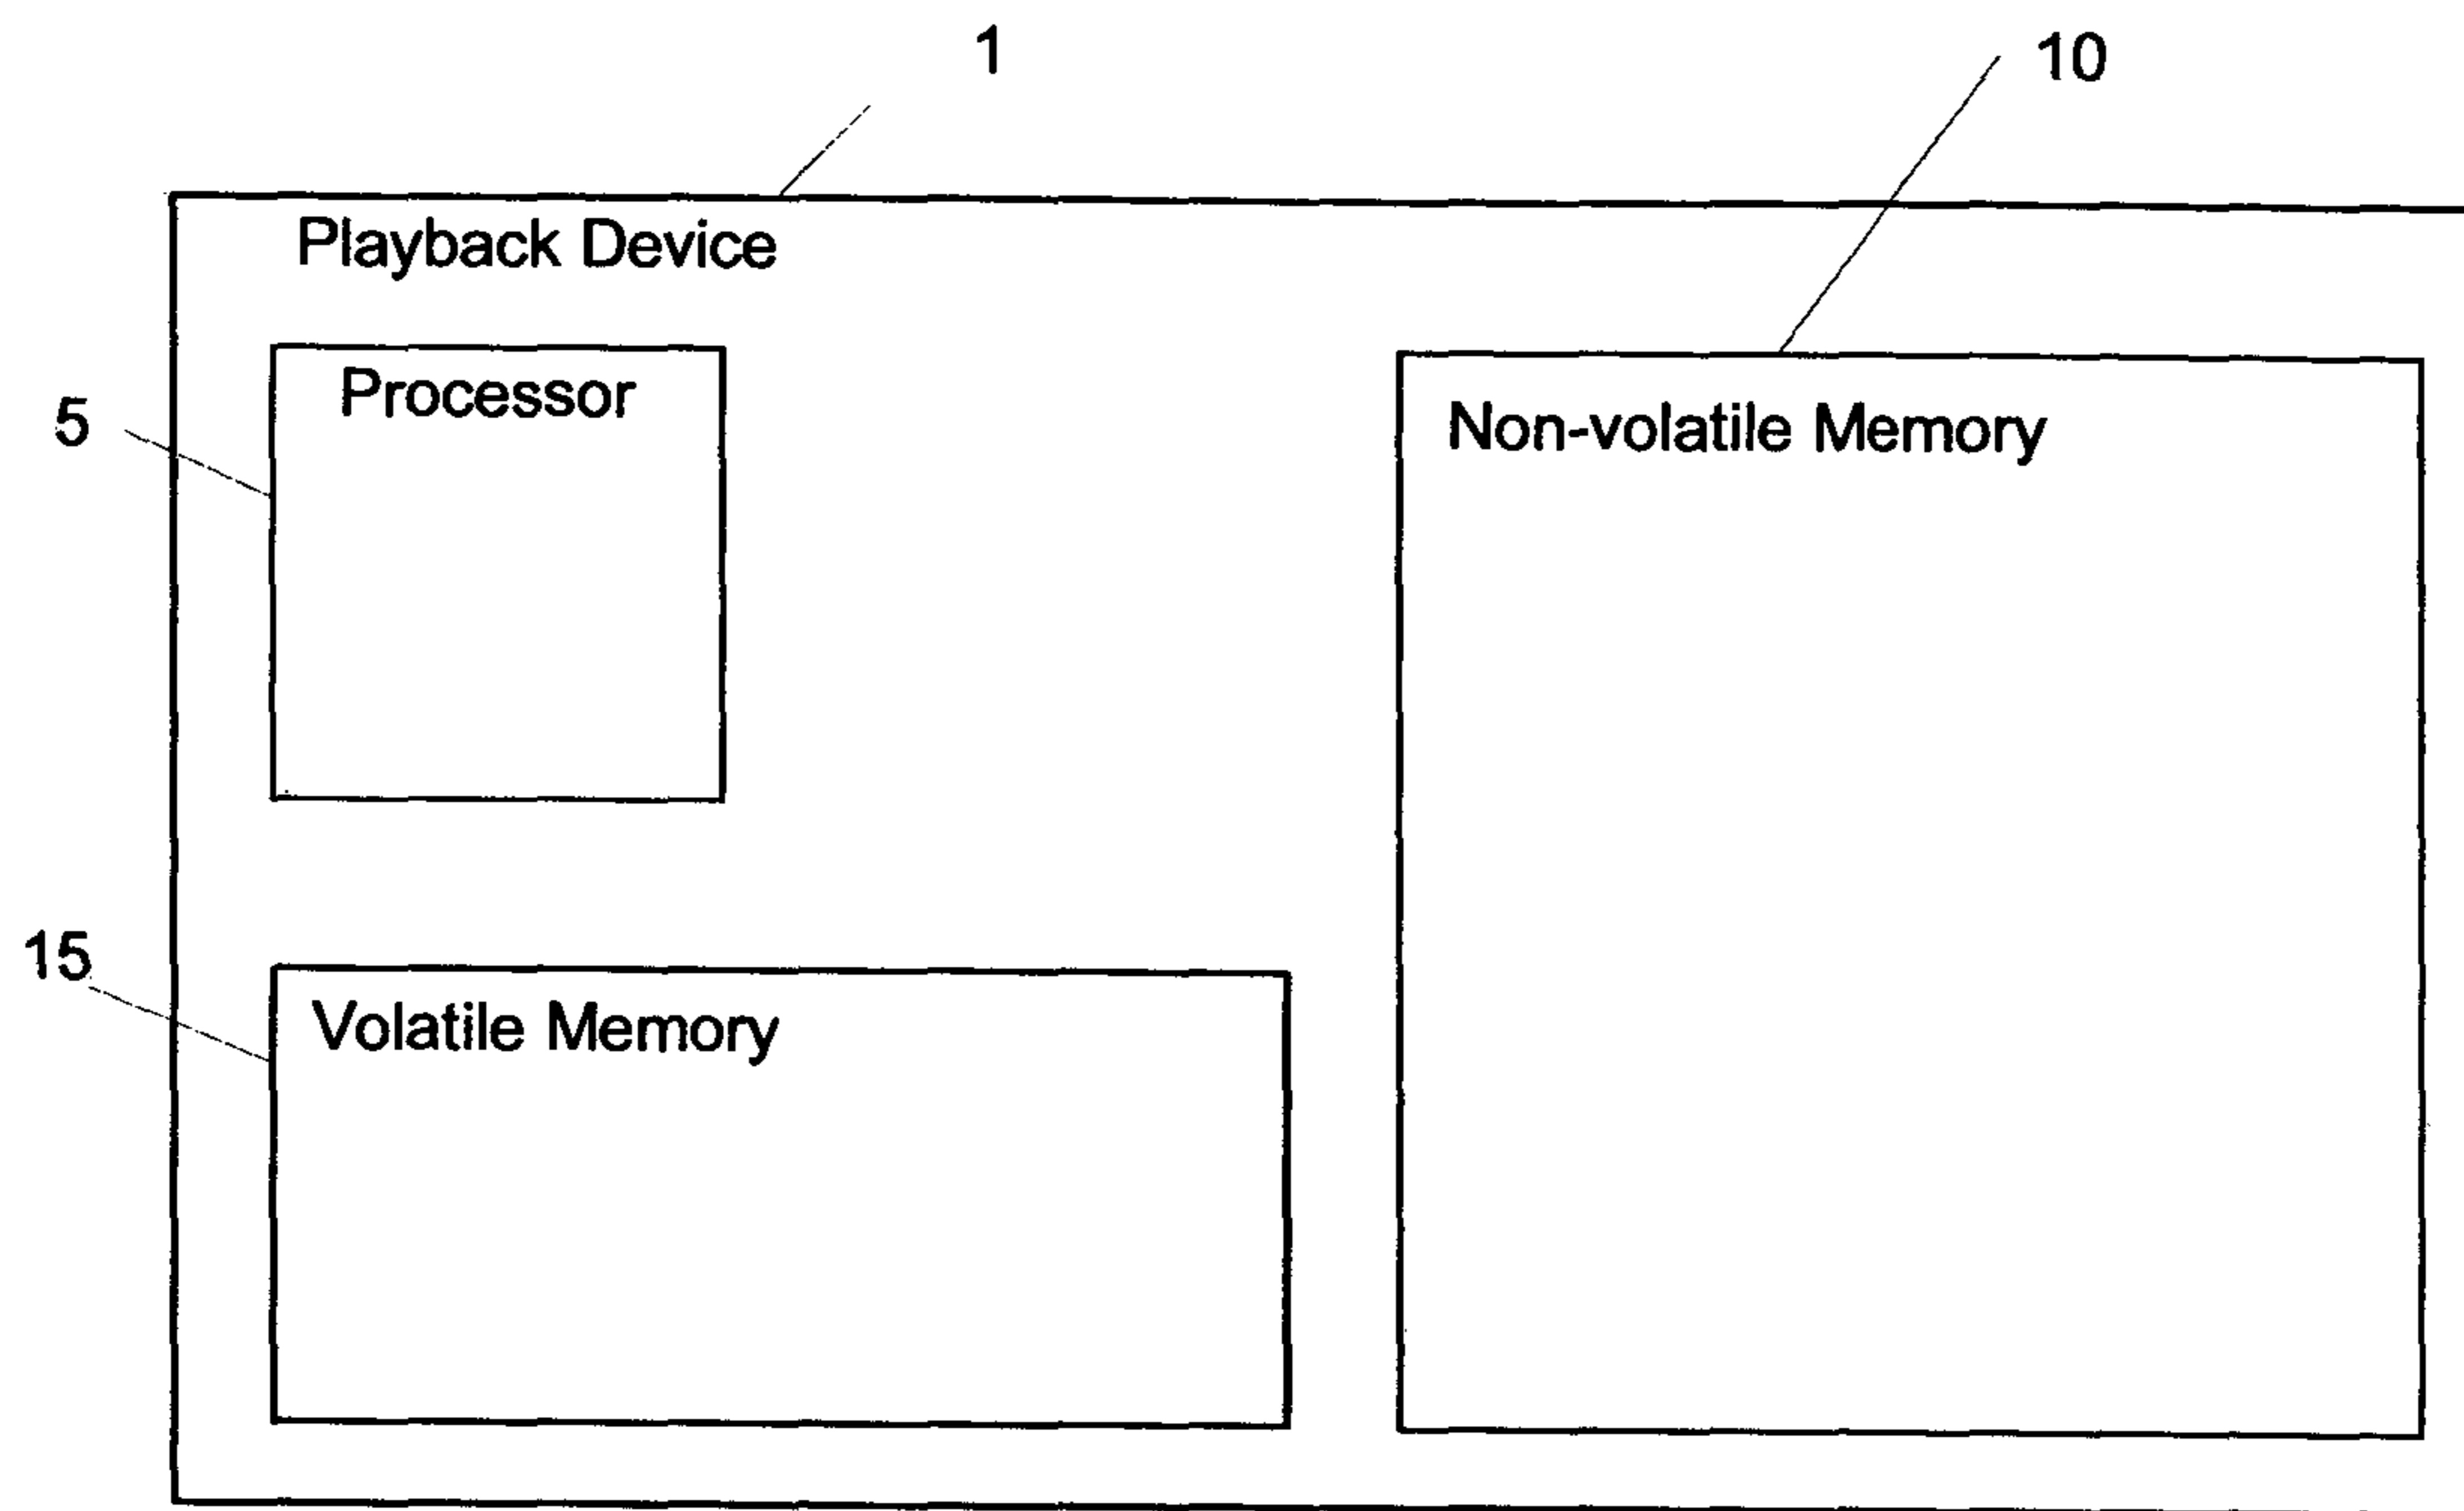 1
10
Playback Device
Processor
5
Non-volatile Memory
15
Volatile Memory